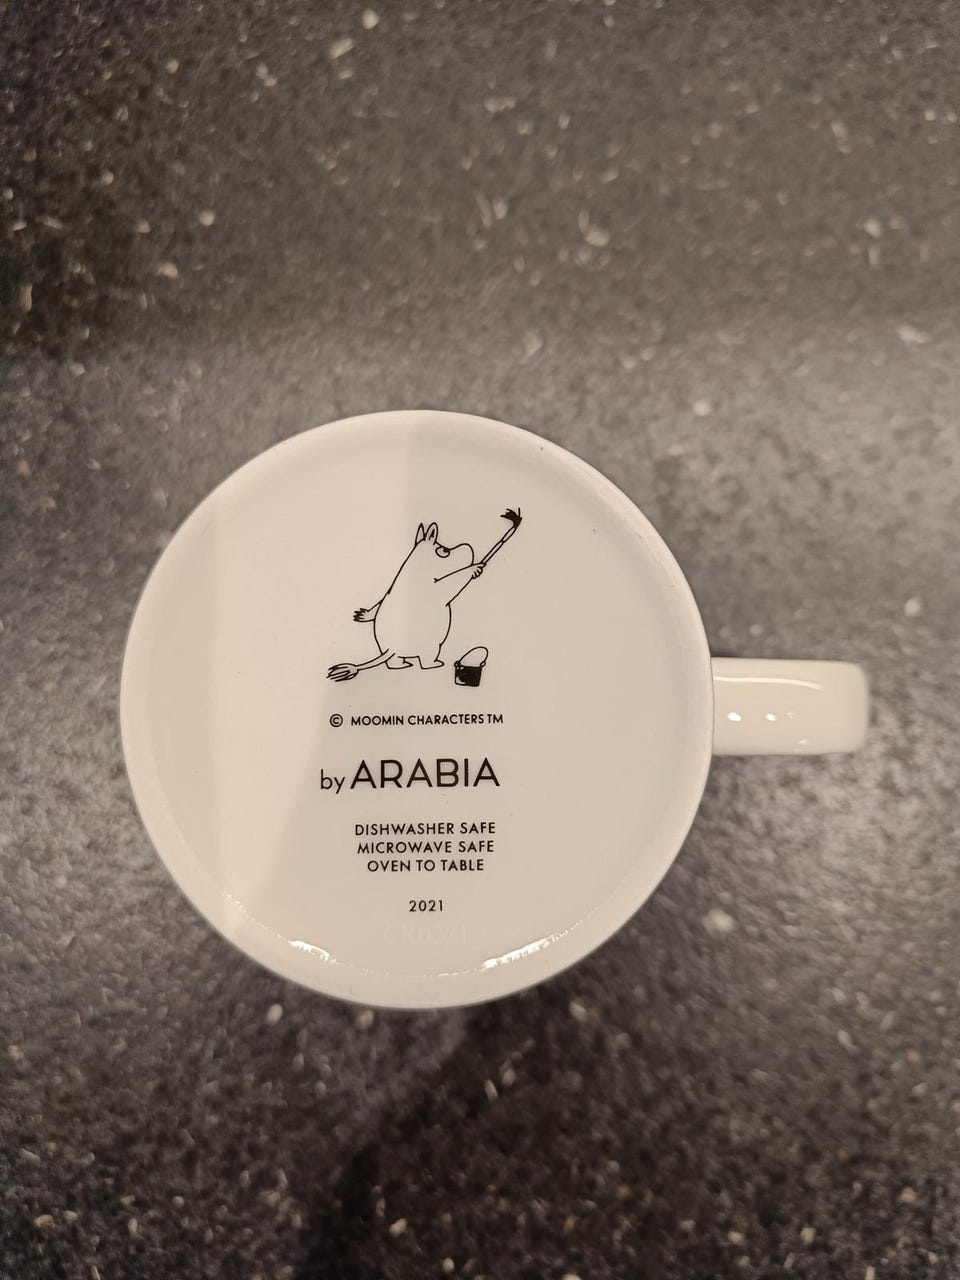 © MOOMIN CHARACTERS TM
by ARABIA
DISHWASHER SAFE
MICROWAVE SAFE
OVEN TO TABLE
2021